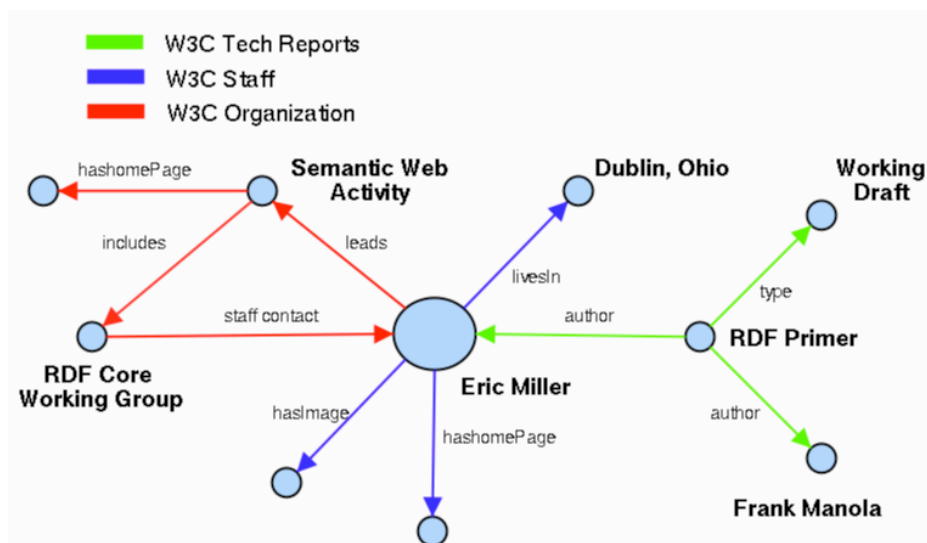 W3C Tech Reports
W3C Staff
W3C Organization
hashomePage
Semantic Web
Activity
Dublin, Ohio
Working
Draft
includes
leads
livesIn
type
staff contact
author
RDF Primer
RDF Core
Working Group
Eric Miller
hasImage
hashomePage
author
Frank Manola